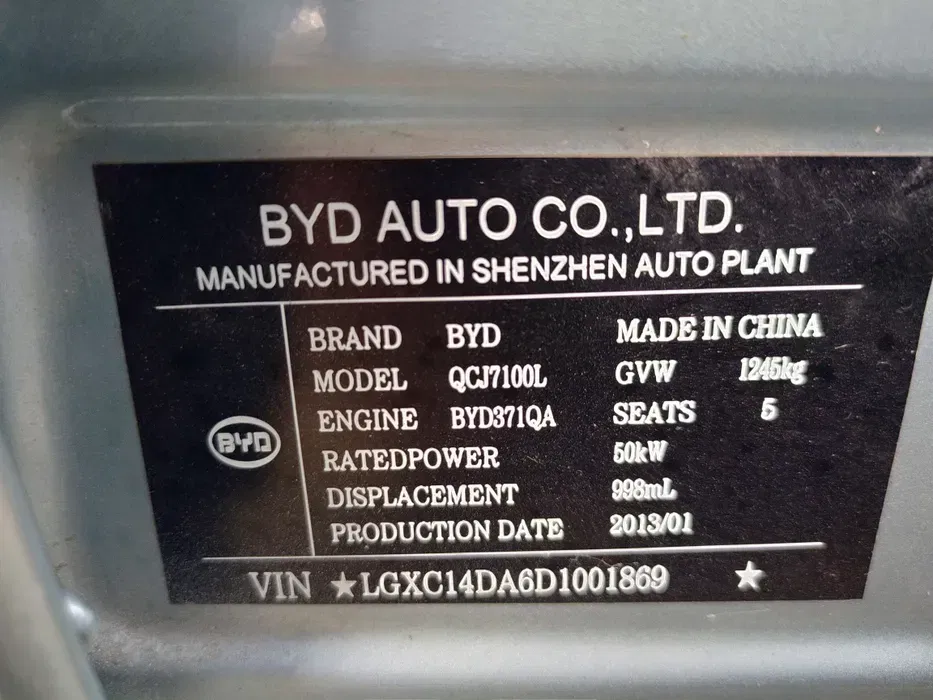 BYD AUTO CO.,LTD.
MANUFACTURED IN SHENZHEN AUTO PLANT
BRAND BYD MADE IN CHINA
MODEL QCJ7100L GVW 1245kg
ENGINE BYD371QA SEATS 5
BYD
RATEDPOWER 50kW
DISPLACEMENT 998mL
PRODUCTION DATE 2013/01
VIN ★LGXC14DA6D1001869 ★